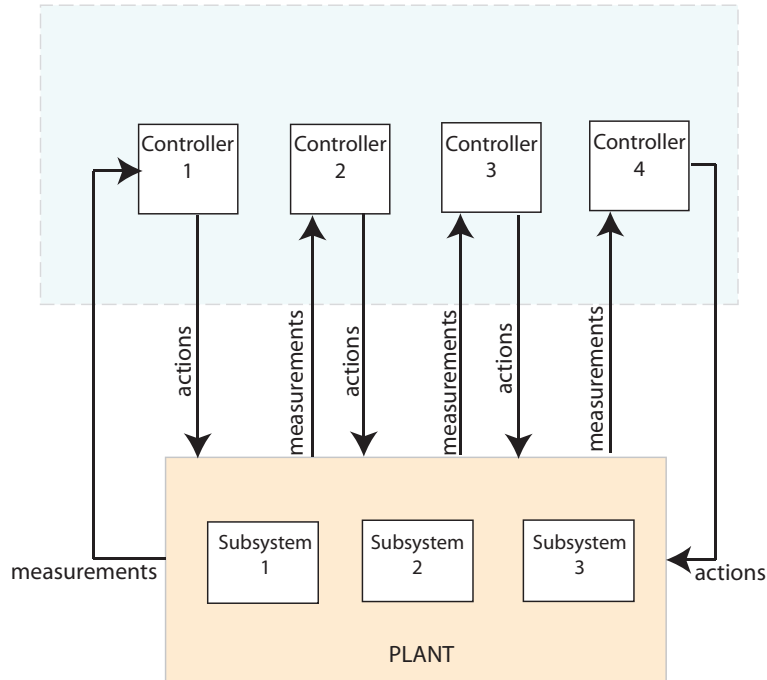 Controller
1
Controller
2
Controller
3
Controller
4
actions
measurements
actions
measurements
actions
measurements
measurements
actions
Subsystem
1
Subsystem
2
Subsystem
3
PLANT